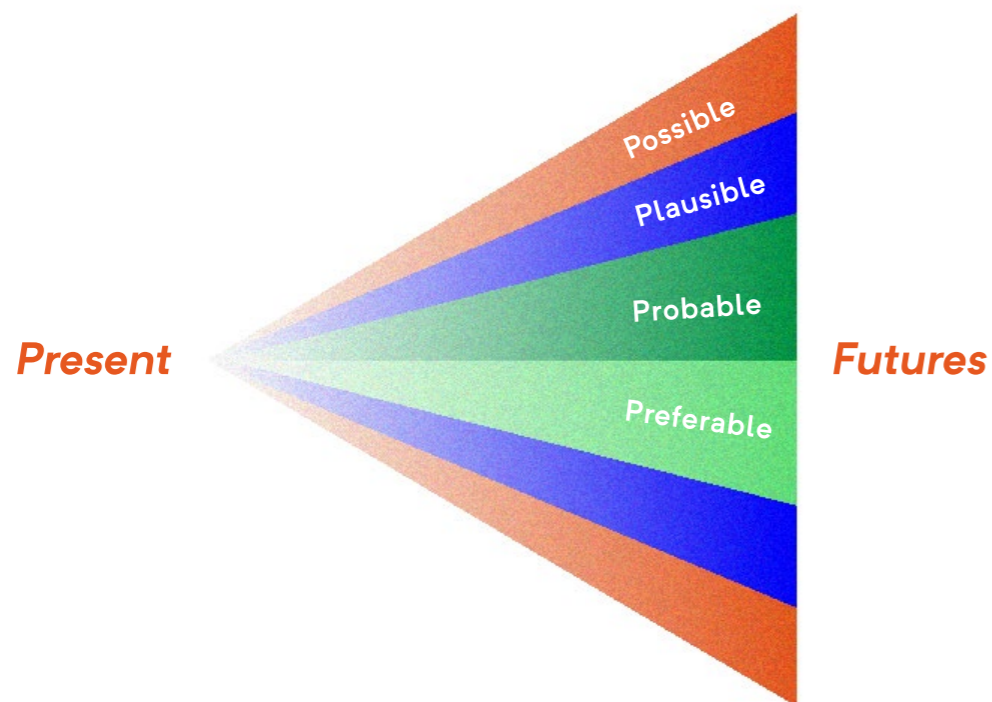 Possible
Plausible
Probable
Present
Futures
Preferable